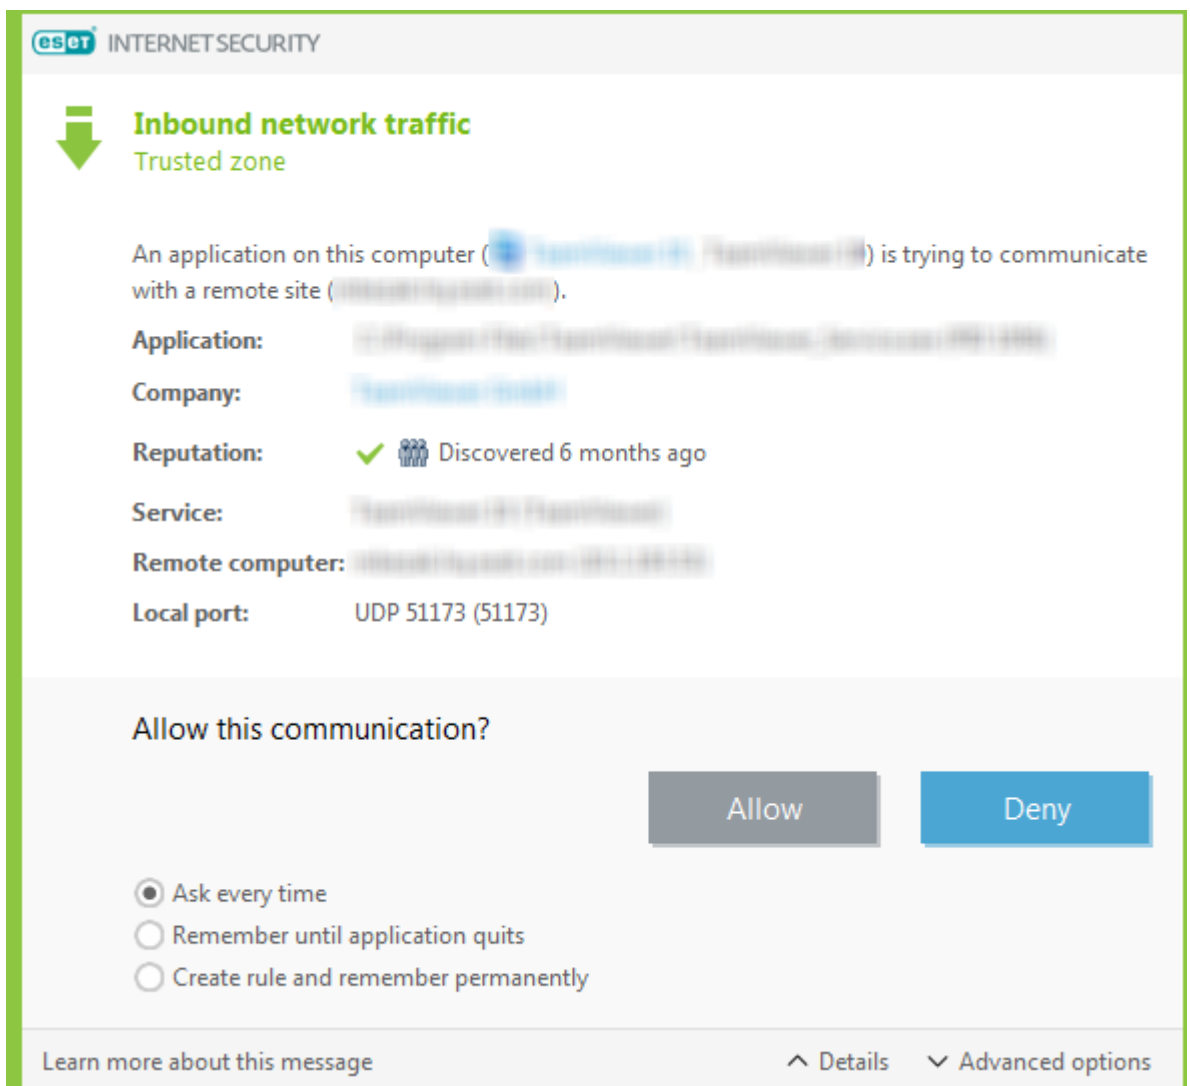 eset INTERNET SECURITY
Inbound network traffic
Trusted zone
An application on this computer ( ) is trying to communicate
with a remote site ( ).
Application:
Company:
Reputation: Discovered 6 months ago
Service:
Remote computer:
Local port: UDP 51173 (51173)
Allow this communication?
Allow Deny
Ask every time
Remember until application quits
Create rule and remember permanently
Learn more about this message Details Advanced options